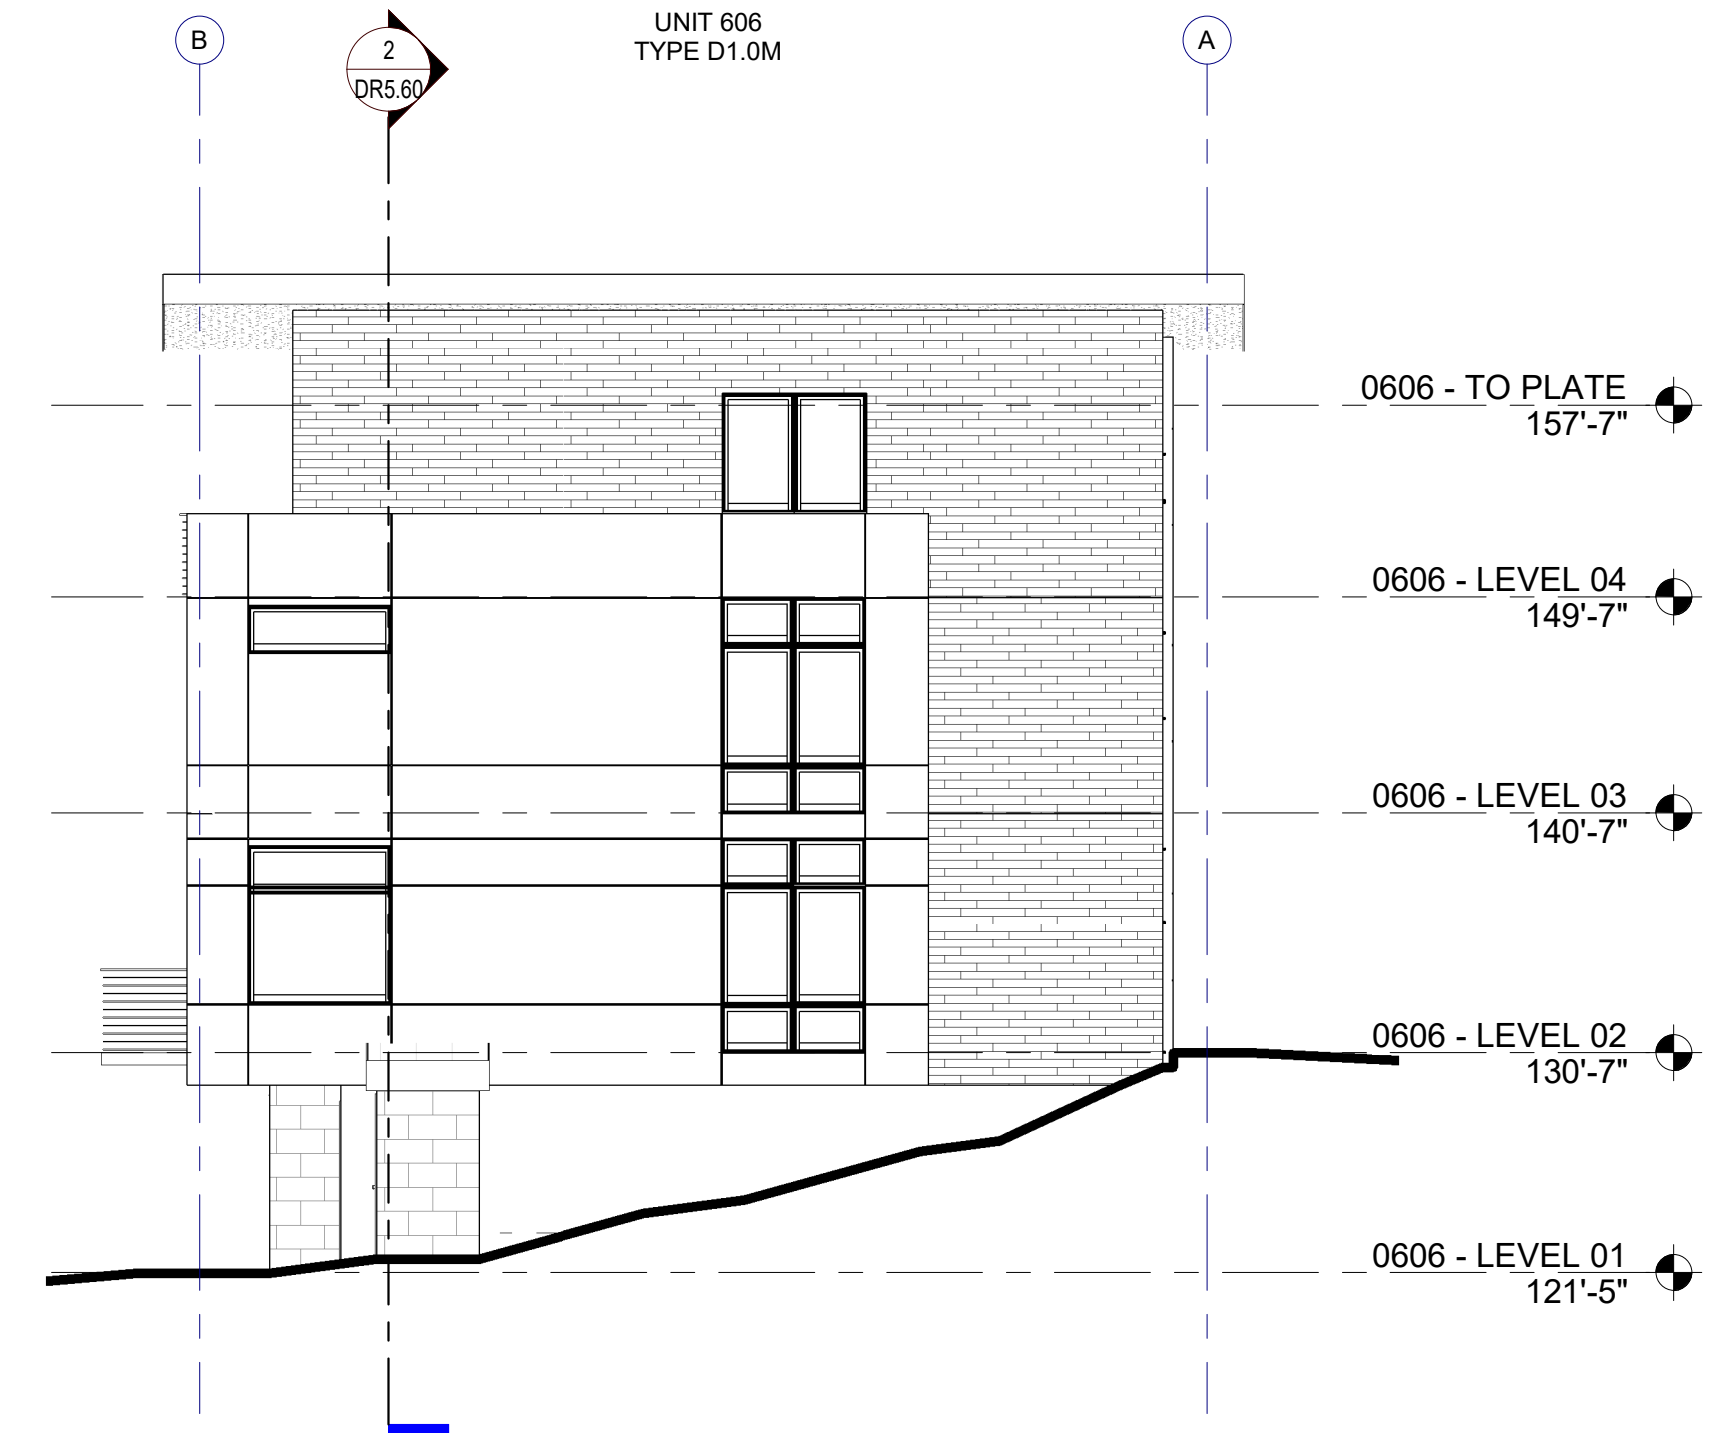 UNIT 606
TYPE D1.0M
B
2
DR5.60
A
0606 - TO PLATE
157'-7"
0606 - LEVEL 04
149'-7"
0606 - LEVEL 03
140'-7"
0606 - LEVEL 02
130'-7"
0606 - LEVEL 01
121'-5"